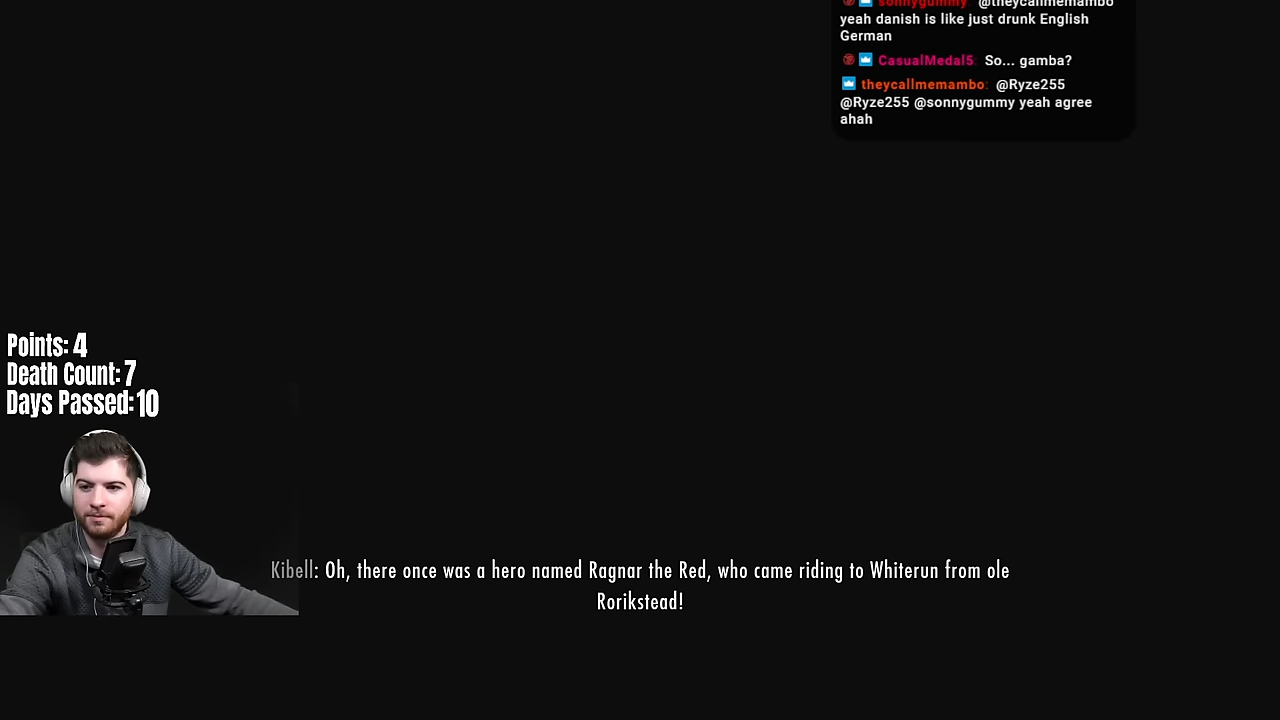 sonnygummy: @theycallmemambo
yeah danish is like just drunk English
German
CasualMedal5: So... gamba?
theycallmemambo: @Ryze255
@Ryze255 @sonnygummy yeah agree
ahah
Points: 4
Death Count: 7
Days Passed: 10
Kibell: Oh, there once was a hero named Ragnar the Red, who came riding to Whiterun from ole
Rorikstead!